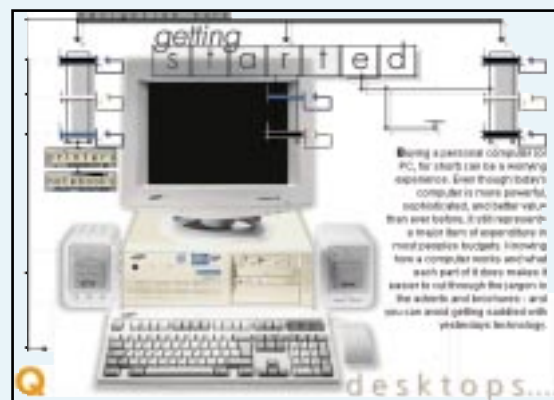 getting
started
printers
notebooks
Buying a personal computer (or
PC, for short) can be a worrying
experience. Even though today's
computer is more powerful,
sophisticated, and better value
than ever before, it still represents
a major item of expenditure in
most peoples budgets. Knowing
how a computer works and what
each part of it does makes it
easier to cut through the jargon in
the adverts and brochures - and
you can avoid getting saddled with
yesterdays technology.
Q
desktops...